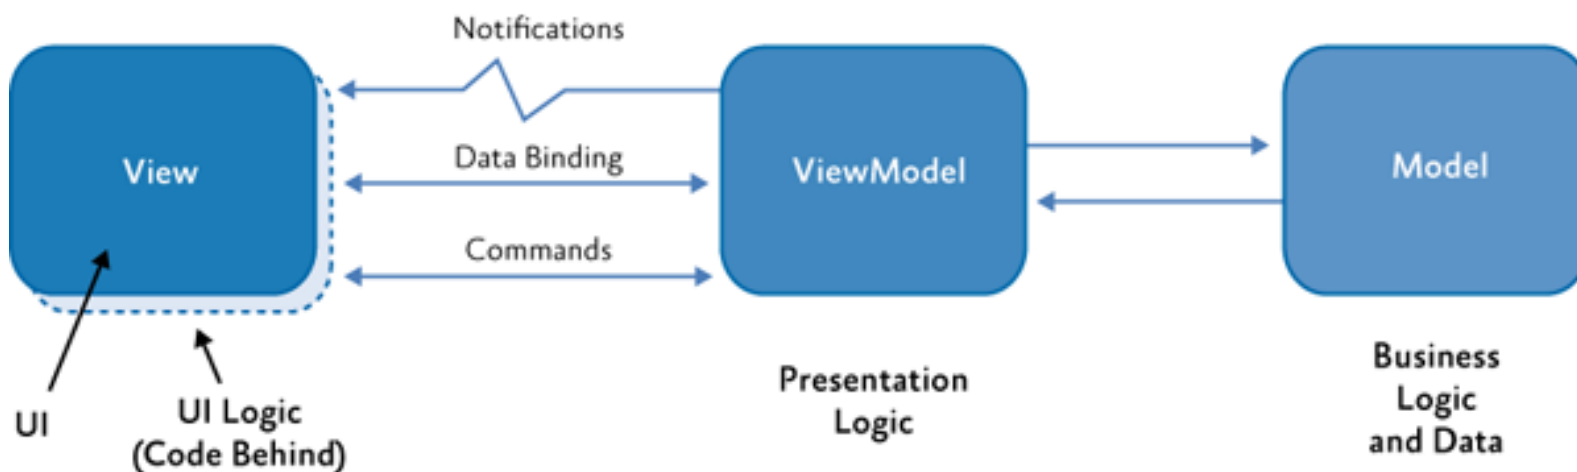 Notifications
View
Data Binding
ViewModel
Model
Commands
UI
UI Logic
(Code Behind)
Presentation
Logic
Business
Logic
and Data